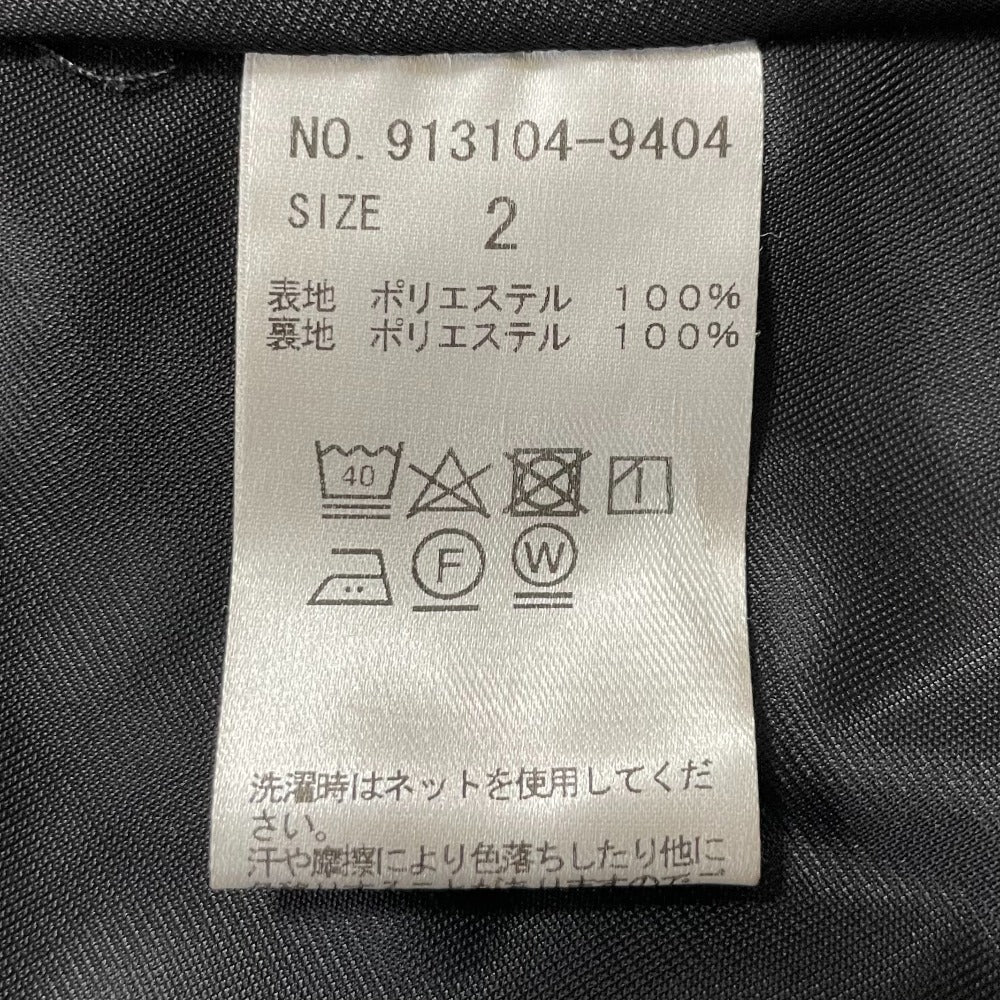 NO. 913104-9404
SIZE 2
表地 ポリエステル 100%
裏地 ポリエステル 100%
40
F W
洗濯時はネットを使用してくだ
さい。
汗や摩擦により色落ちしたり他に